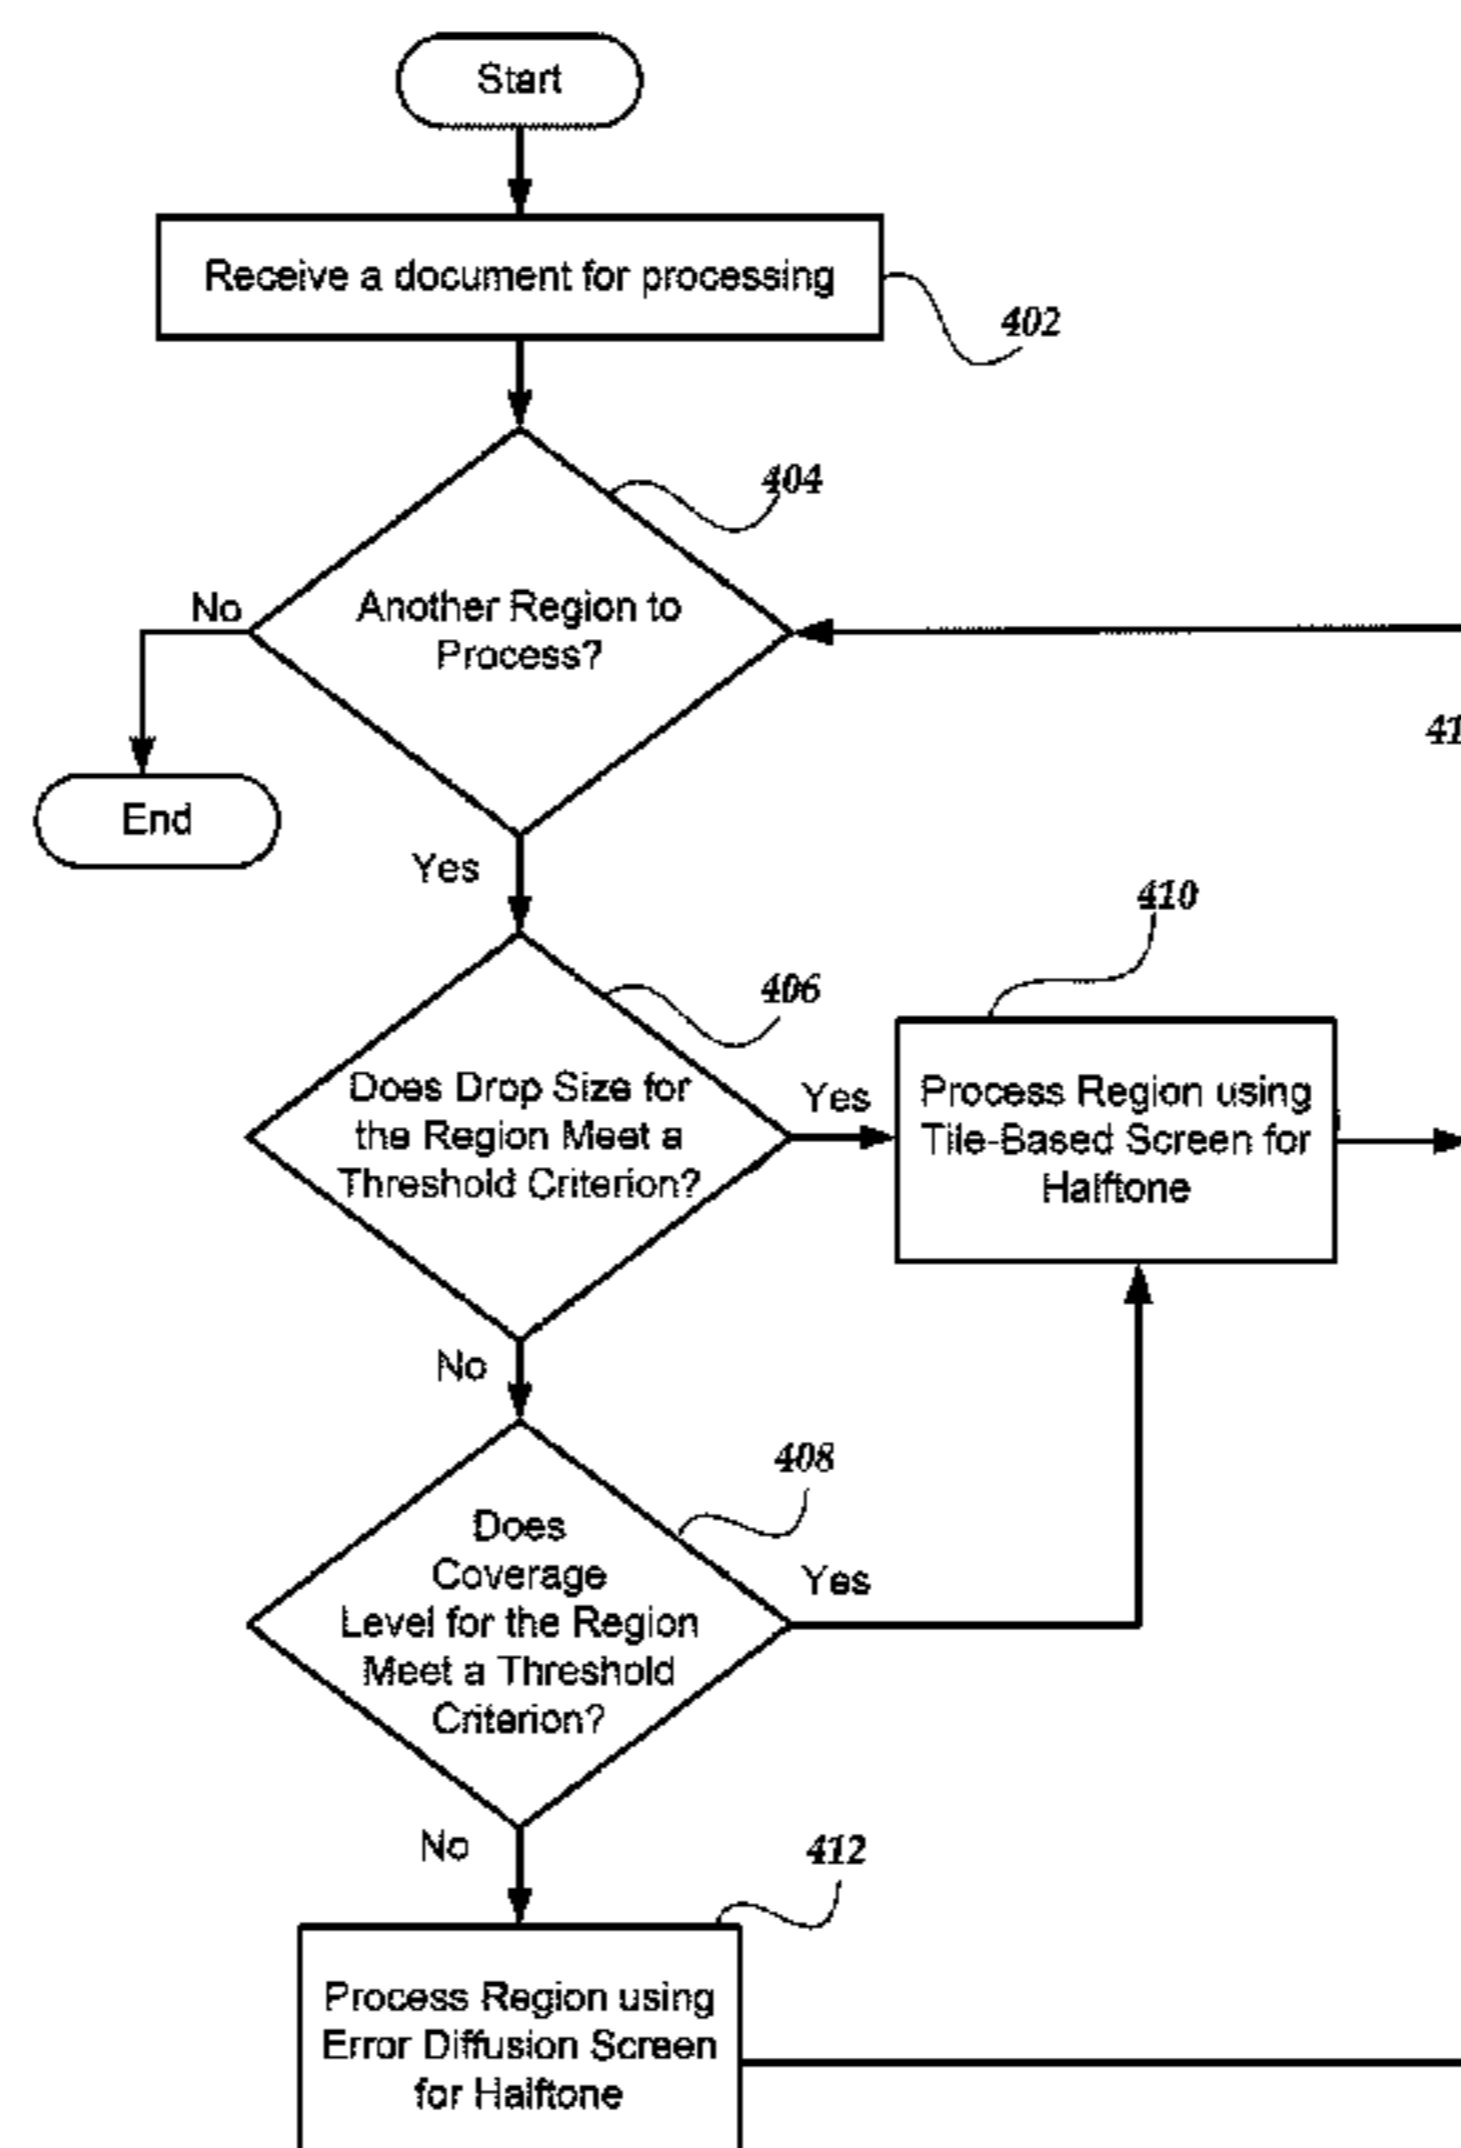 Start
Receive a document for processing
402
404
No
Another Region to
Process?
End
Yes
406
410
Does Drop Size for
the Region Meet a
Threshold Criterion?
Yes
Process Region using
Tile-Based Screen for
Halftone
No
408
Does
Coverage
Level for the Region
Meet a Threshold
Criterion?
Yes
No
412
Process Region using
Error Diffusion Screen
for Halftone